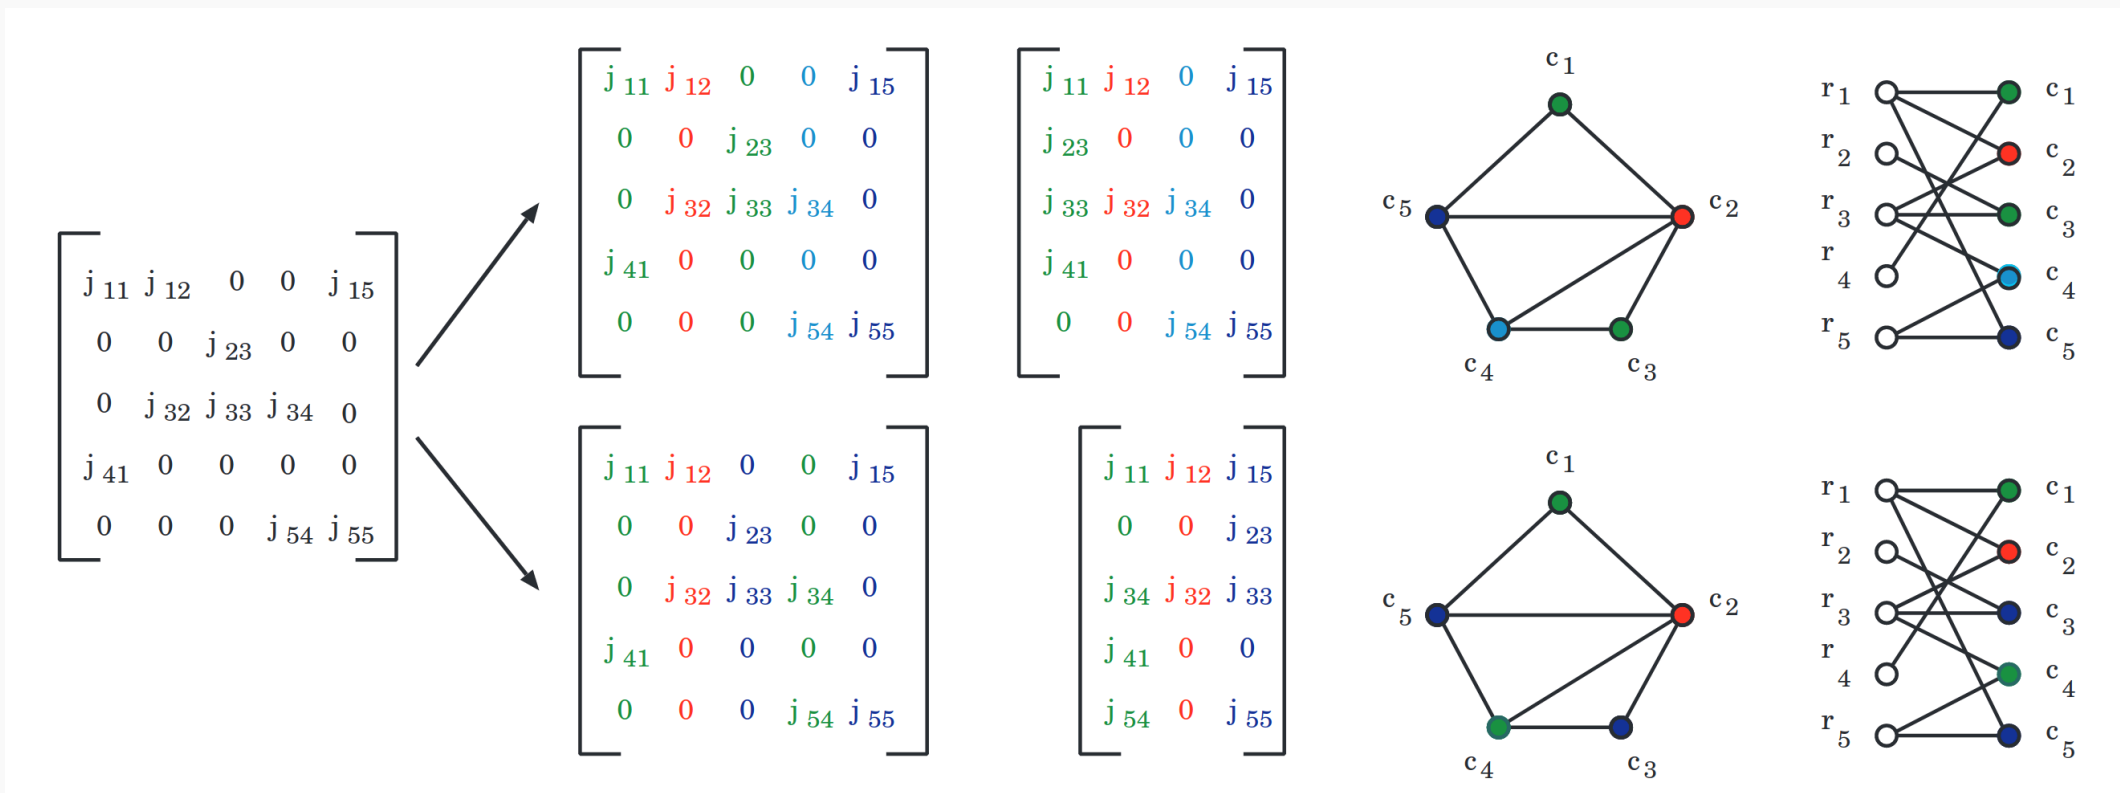 j 11 j 12 0 0 j 15
0 0 j 23 0 0
0 j 32 j 33 j 34 0
j 41 0 0 0 0
0 0 0 j 54 j 55
j 11 j 12 0 0 j 15
0 0 j 23 0 0
0 j 32 j 33 j 34 0
j 41 0 0 0 0
0 0 0 j 54 j 55
j 11 j 12 0 j 15
j 23 0 0 0
j 33 j 32 j 34 0
j 41 0 0 0
0 0 j 54 j 55
c 1
c 5 c 2
c 4 c 3
r 1 c 1
r 2 c 2
r 3 c 3
r 4 c 4
r 5 c 5
j 11 j 12 0 0 j 15
0 0 j 23 0 0
0 j 32 j 33 j 34 0
j 41 0 0 0 0
0 0 0 j 54 j 55
j 11 j 12 j 15
0 0 j 23
j 34 j 32 j 33
j 41 0 0
j 54 0 j 55
c 1
c 5 c 2
c 4 c 3
r 1 c 1
r 2 c 2
r 3 c 3
r 4 c 4
r 5 c 5